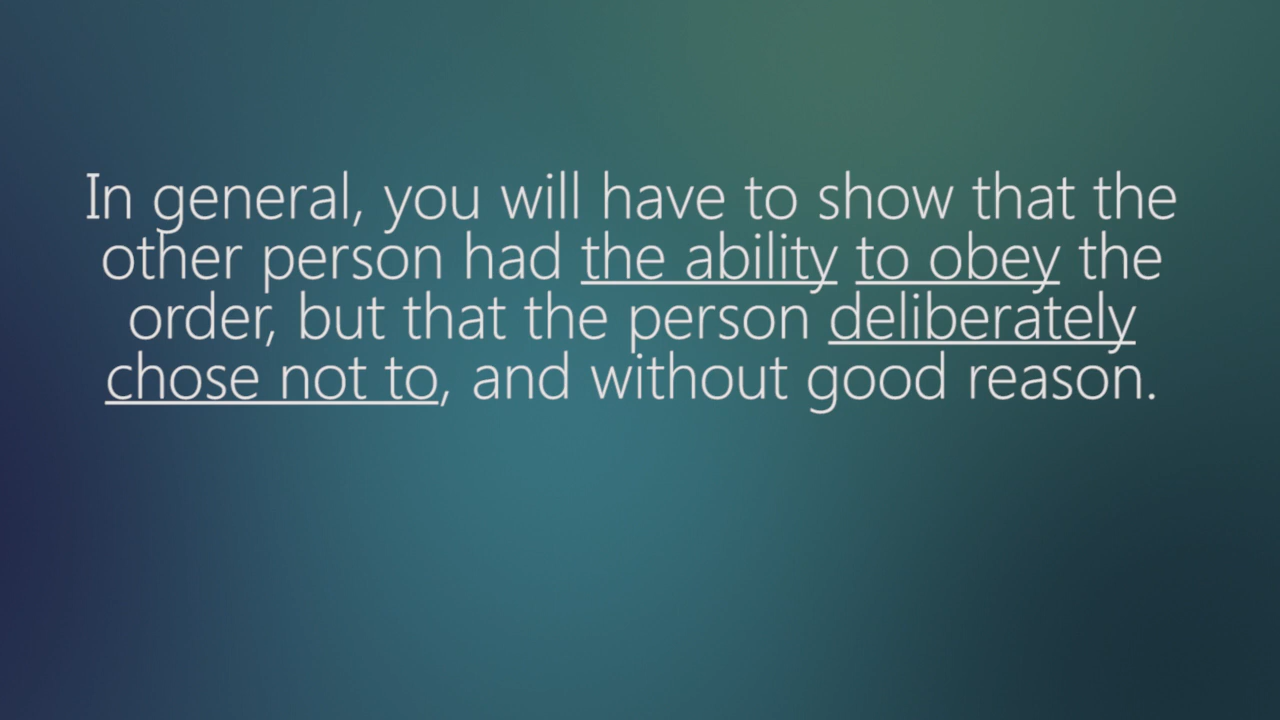 In general, you will have to show that the
other person had the ability to obey the
order, but that the person deliberately
chose not to, and without good reason.